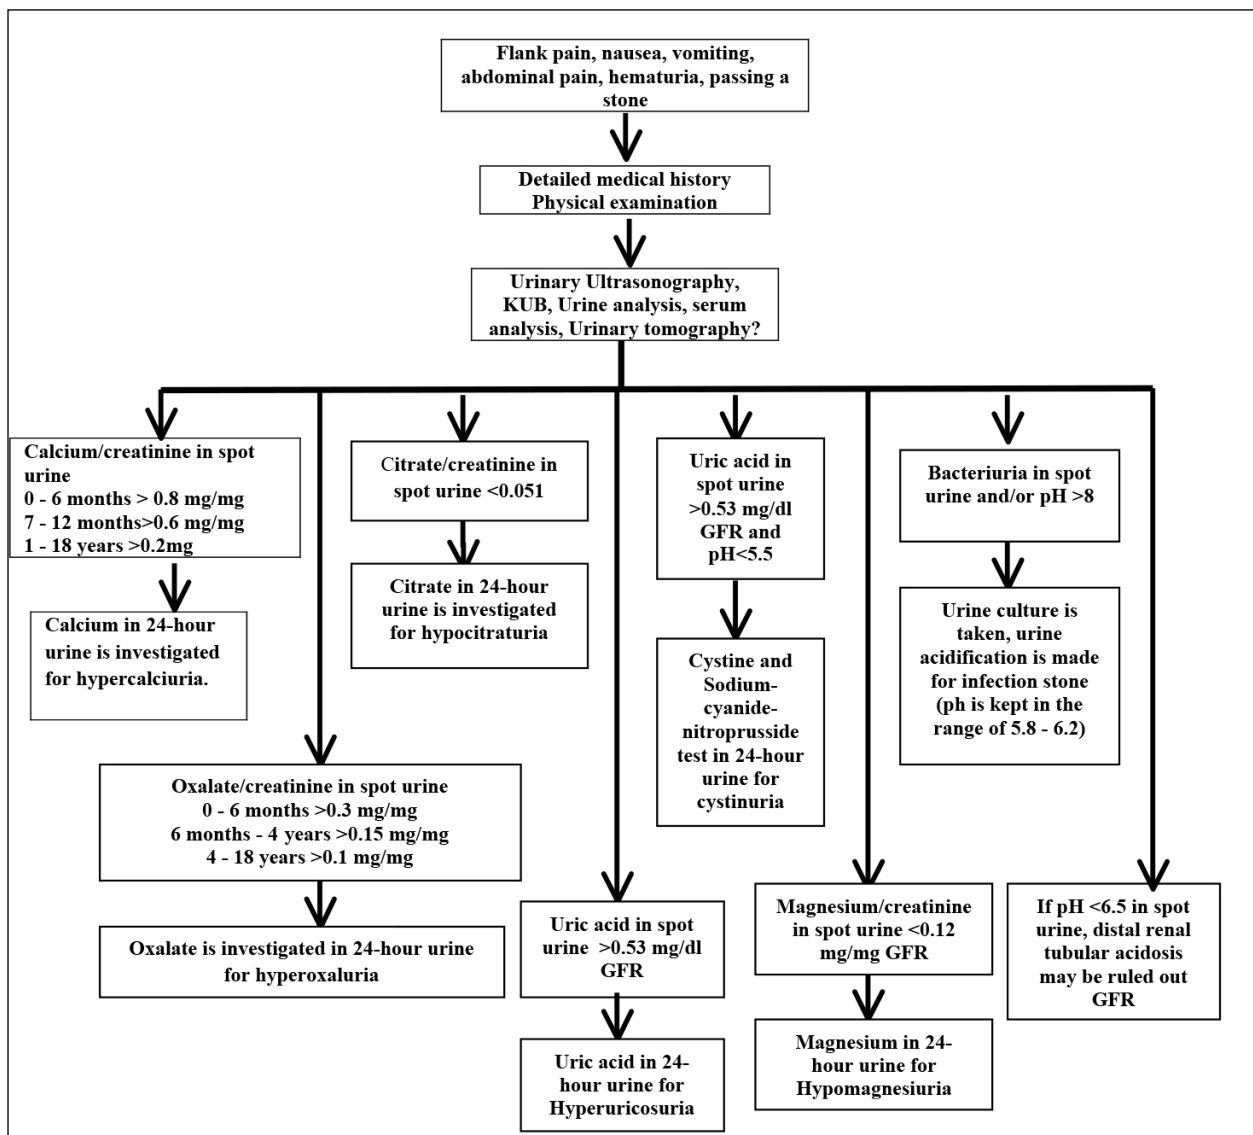 Flank pain, nausea, vomiting,
abdominal pain, hematuria, passing a
stone
Detailed medical history
Physical examination
Urinary Ultrasonography,
KUB, Urine analysis, serum
analysis, Urinary tomography?
Calcium/creatinine in spot
urine
0 - 6 months > 0.8 mg/mg
7 - 12 months>0.6 mg/mg
1 - 18 years >0.2mg
Calcium in 24-hour
urine is investigated
for hypercalciuria.
Oxalate/creatinine in spot urine
0 - 6 months >0.3 mg/mg
6 months - 4 years >0.15 mg/mg
4 - 18 years >0.1 mg/mg
Oxalate is investigated in 24-hour urine
for hyperoxaluria
Citrate/creatinine in
spot urine <0.051
Citrate in 24-hour
urine is investigated
for hypocitraturia
Uric acid in spot
urine >0.53 mg/dl
GFR
Uric acid in 24-
hour urine for
Hyperuricosuria
Uric acid in
spot urine
>0.53 mg/dl
GFR and
pH<5.5
Cystine and
Sodium-
cyanide-
nitroprusside
test in 24-hour
urine for
cystinuria
Magnesium/creatinine
in spot urine <0.12
mg/mg GFR
Magnesium in 24-
hour urine for
Hypomagnesiuria
Bacteriuria in spot
urine and/or pH >8
Urine culture is
taken, urine
acidification is made
for infection stone
(ph is kept in the
range of 5.8 - 6.2)
If pH <6.5 in spot
urine, distal renal
tubular acidosis
may be ruled out
GFR